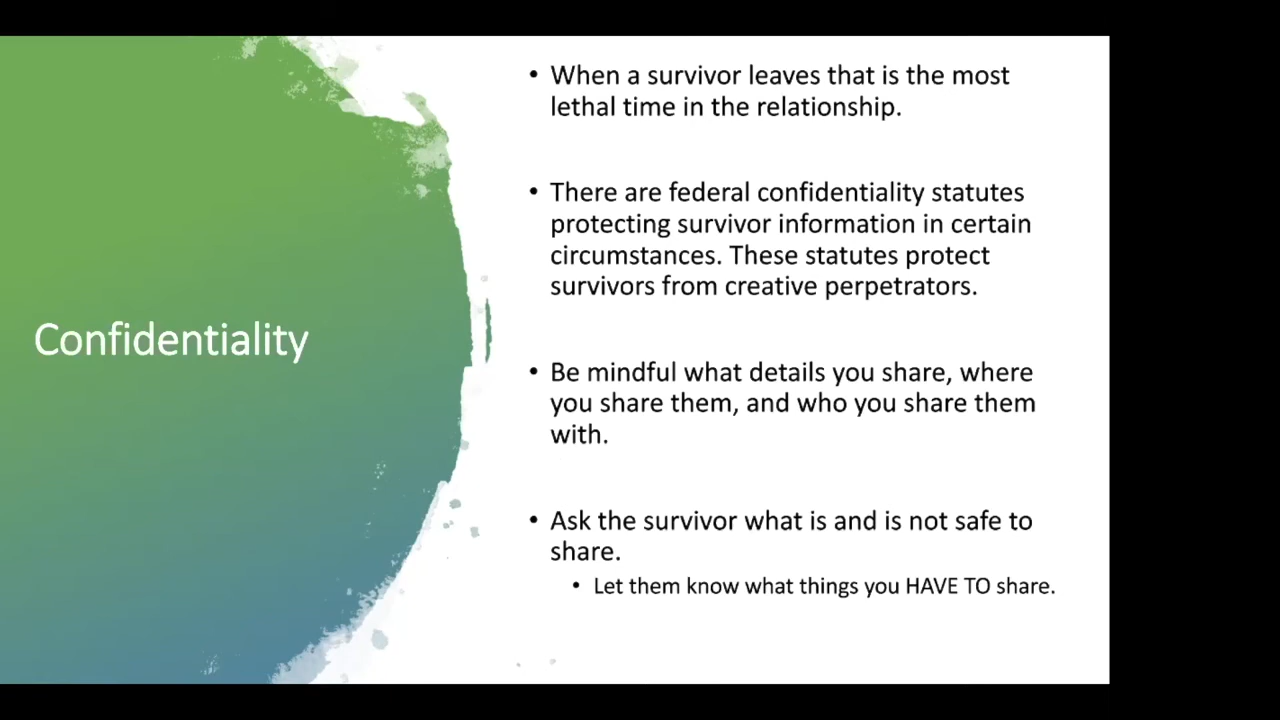 Confidentiality
• When a survivor leaves that is the most
lethal time in the relationship.
• There are federal confidentiality statutes
protecting survivor information in certain
circumstances. These statutes protect
survivors from creative perpetrators.
• Be mindful what details you share, where
you share them, and who you share them
with.
• Ask the survivor what is and is not safe to
share.
• Let them know what things you HAVE TO share.